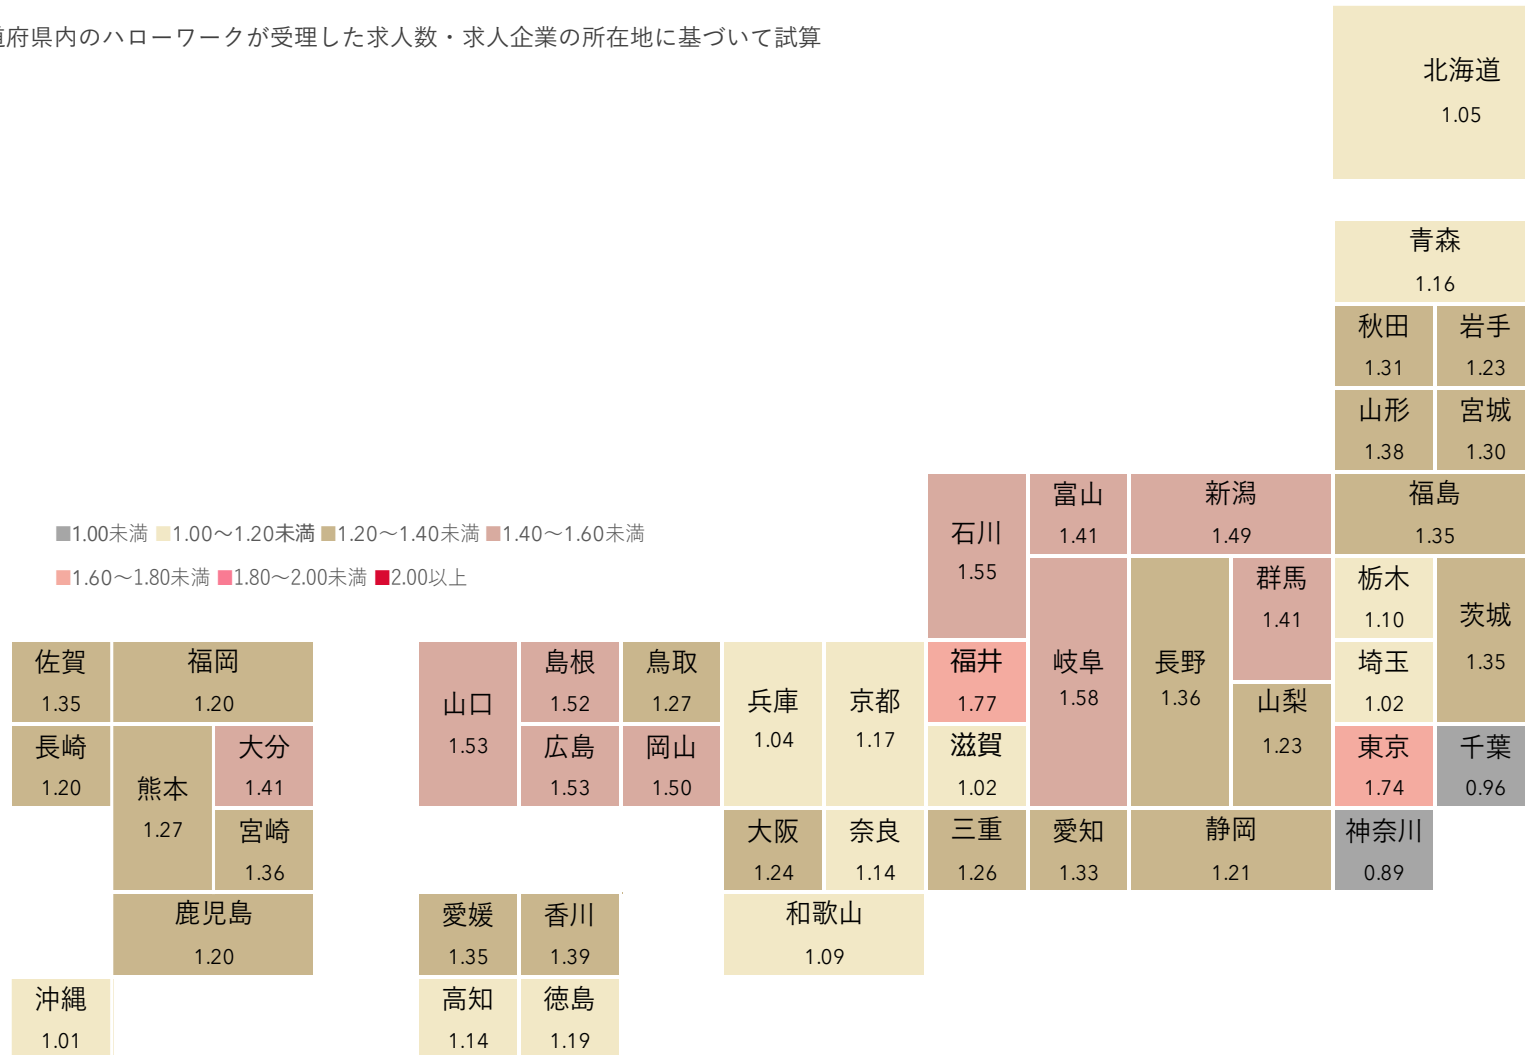 道府県内のハローワークが受理した求人数・求人企業の所在地に基づいて試算
北海道
1.05
青森
1.16
秋田 岩手
1.31 1.23
山形 宮城
1.38 1.30
石川 富山 新潟 福島
1.55 1.41 1.49 1.35
■1.00未満 ■1.00～1.20未満 ■1.20～1.40未満 ■1.40～1.60未満
■1.60～1.80未満 ■1.80～2.00未満 ■2.00以上
群馬 栃木 茨城
1.41 1.10 1.35
佐賀 福岡 山口 島根 鳥取 兵庫 京都 福井 岐阜 長野 山梨 埼玉
1.35 1.20 1.53 1.52 1.27 1.04 1.17 1.77 1.58 1.36 1.23 1.02
長崎 熊本 大分 広島 岡山 滋賀 東京 千葉
1.20 1.27 1.41 1.53 1.50 1.02 1.74 0.96
宮崎 大阪 奈良 三重 愛知 静岡 神奈川
1.36 1.24 1.14 1.26 1.33 1.21 0.89
鹿児島 愛媛 香川 和歌山
1.20 1.35 1.39 1.09
沖縄 高知 徳島
1.01 1.14 1.19